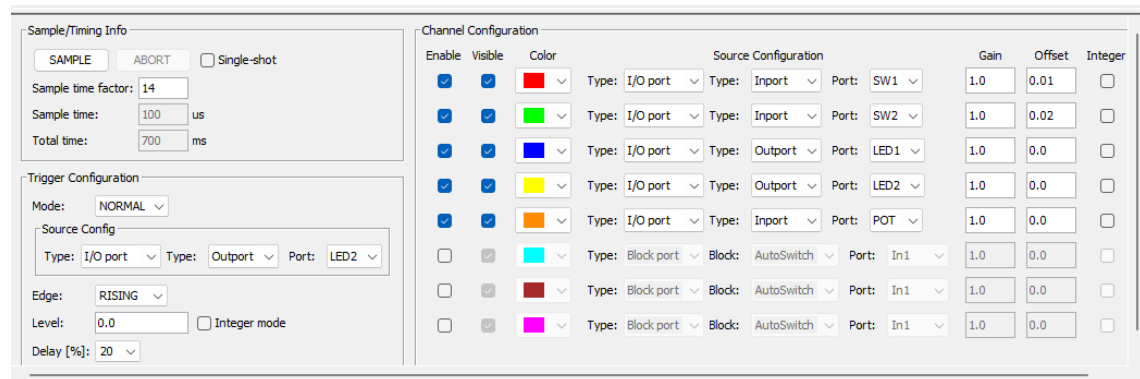 Sample/Timing Info
SAMPLE ABORT Single-shot
Sample time factor: 14
Sample time: 100 us
Total time: 700 ms
Trigger Configuration
Mode: NORMAL
Source Config
Type: I/O port Type: Outport Port: LED2
Edge: RISING
Level: 0.0 Integer mode
Delay [%]: 20
Channel Configuration
Enable Visible Color Source Configuration Gain Offset Integer
Type: I/O port Type: Inport Port: SW1 1.0 0.01
Type: I/O port Type: Inport Port: SW2 1.0 0.02
Type: I/O port Type: Outport Port: LED1 1.0 0.0
Type: I/O port Type: Outport Port: LED2 1.0 0.0
Type: I/O port Type: Inport Port: POT 1.0 0.0
Type: Block port Block: AutoSwitch Port: In1 1.0 0.0
Type: Block port Block: AutoSwitch Port: In1 1.0 0.0
Type: Block port Block: AutoSwitch Port: In1 1.0 0.0